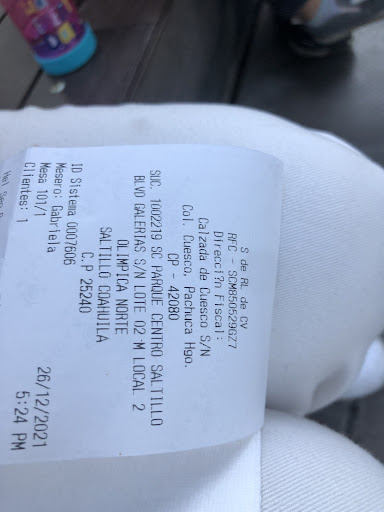 S de RL de CV
RFC - SCM850529GZ7
Direcci?n Fiscal:
Calzada de Cuesco S/N
Col. Cuesco, Pachuca Hgo.
CP - 42080
SUC. 1002219 SC PARQUE CENTRO SALTILLO
BLVD GALERIAS S/N LOTE 02-M LOCAL 2
OLIMPICA NORTE
SALTILLO COAHUILA
C.P 25240
ID Sistema 0007606
Mesero: Gabriela
Mesa 101/1
Clientes: 1
26/12/2021
5:24 PM